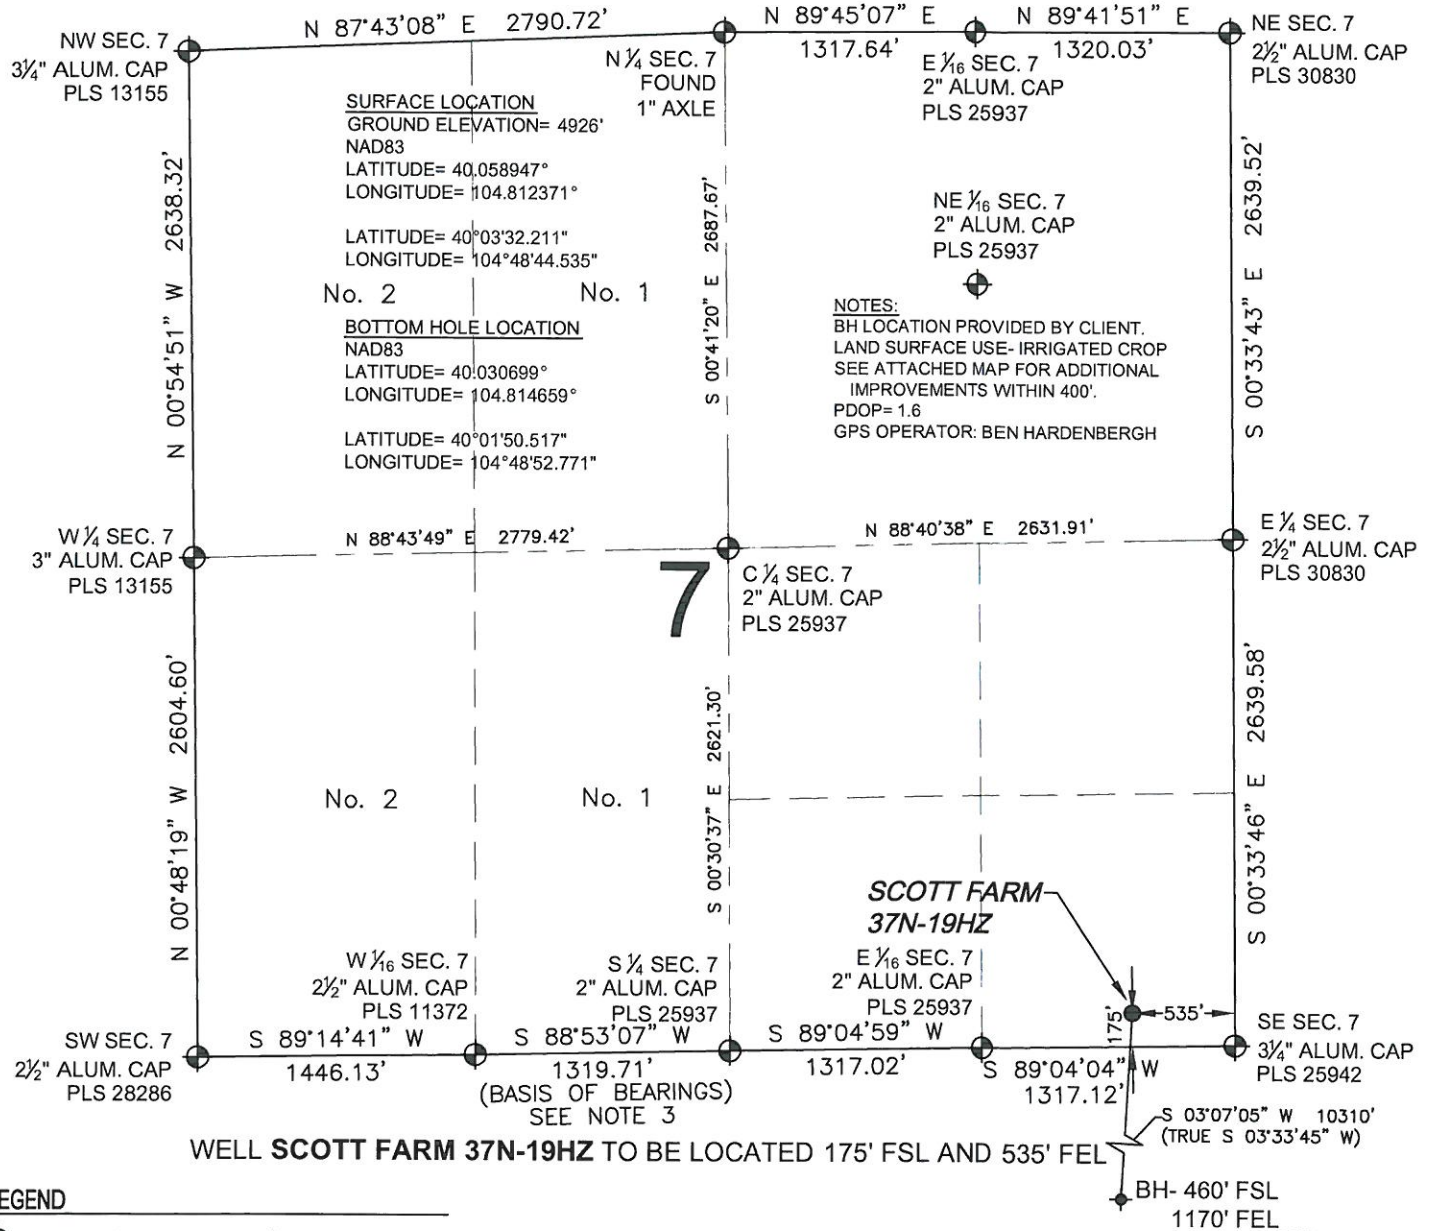 N 87°43'08" E 2790.72'
N 89°45'07" E
1317.64'
N 89°41'51" E
1320.03'
NW SEC. 7
3¼" ALUM. CAP
PLS 13155
N ¼ SEC. 7
FOUND
1" AXLE
E 1⁄16 SEC. 7
2" ALUM. CAP
PLS 25937
NE SEC. 7
2½" ALUM. CAP
PLS 30830
SURFACE LOCATION
GROUND ELEVATION= 4926'
NAD83
LATITUDE= 40.058947°
LONGITUDE= 104.812371°
LATITUDE= 40°03'32.211"
LONGITUDE= 104°48'44.535"
No. 2
No. 1
BOTTOM HOLE LOCATION
NAD83
LATITUDE= 40.030699°
LONGITUDE= 104.814659°
LATITUDE= 40°01'50.517"
LONGITUDE= 104°48'52.771"
N 00°54'51" W 2638.32'
S 00°41'20" E 2687.67'
NE 1⁄16 SEC. 7
2" ALUM. CAP
PLS 25937
NOTES:
BH LOCATION PROVIDED BY CLIENT.
LAND SURFACE USE- IRRIGATED CROP
SEE ATTACHED MAP FOR ADDITIONAL
IMPROVEMENTS WITHIN 400'.
PDOP= 1.6
GPS OPERATOR: BEN HARDENBERGH
S 00°33'43" E 2639.52'
W ¼ SEC. 7
3" ALUM. CAP
PLS 13155
N 88°43'49" E 2779.42'
N 88°40'38" E 2631.91'
E ¼ SEC. 7
2½" ALUM. CAP
PLS 30830
7
C ¼ SEC. 7
2" ALUM. CAP
PLS 25937
N 00°48'19" W 2604.60'
No. 2
No. 1
S 00°30'37" E 2621.30'
S 00°33'46" E 2639.58'
SCOTT FARM
37N-19HZ
W 1⁄16 SEC. 7
2½" ALUM. CAP
PLS 11372
S ¼ SEC. 7
2" ALUM. CAP
PLS 25937
E 1⁄16 SEC. 7
2" ALUM. CAP
PLS 25937
175'
535'
SW SEC. 7
2½" ALUM. CAP
PLS 28286
S 89°14'41" W
1446.13'
S 88°53'07" W
1319.71'
(BASIS OF BEARINGS)
SEE NOTE 3
S 89°04'59" W
1317.02'
S 89°04'04" W
1317.12'
SE SEC. 7
3¼" ALUM. CAP
PLS 25942
S 03°07'05" W 10310'
(TRUE S 03°33'45" W)
WELL SCOTT FARM 37N-19HZ TO BE LOCATED 175' FSL AND 535' FEL
BH- 460' FSL
1170' FEL
EGEND